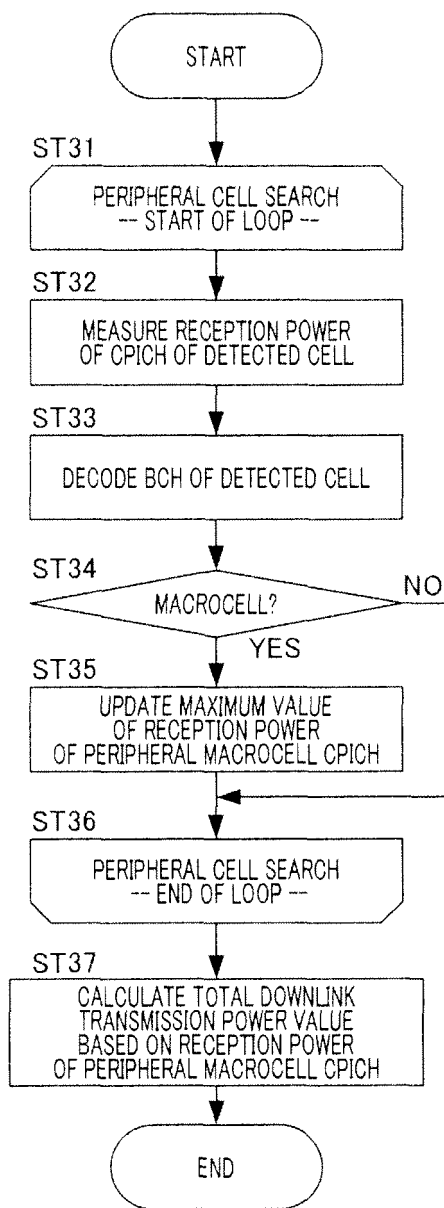 START
ST31
PERIPHERAL CELL SEARCH
-- START OF LOOP --
ST32
MEASURE RECEPTION POWER
OF CPICH OF DETECTED CELL
ST33
DECODE BCH OF DETECTED CELL
ST34
MACROCELL?
NO
YES
ST35
UPDATE MAXIMUM VALUE
OF RECEPTION POWER
OF PERIPHERAL MACROCELL CPICH
ST36
PERIPHERAL CELL SEARCH
-- END OF LOOP --
ST37
CALCULATE TOTAL DOWNLINK
TRANSMISSION POWER VALUE
BASED ON RECEPTION POWER
OF PERIPHERAL MACROCELL CPICH
END